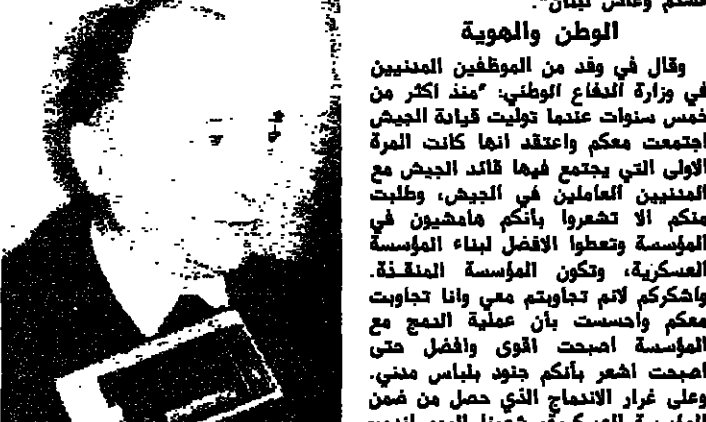 وعاش لبنان".
الوطن والهوية
وقال في وفد من الموظفين المدنيين
في وزارة الدفاع الوطني: "منذ اكثر من
خمس سنوات عندما توليت قيادة الجيش
اجتمعت معكم واعتقد انها كانت المرة
الاولى التي يجتمع فيها قائد الجيش مع
المدنيين العاملين في الجيش، وطلبت
منكم الا تشعروا بأنكم هامشيون في
المؤسسة وتعطوا الافضل لبناء المؤسسة
العسكرية، وتكون المؤسسة المنقذة.
واشكركم لانم تجاوبتم معي وانا تجاوبت
معكم واحسست بأن عملية الدمج مع
المؤسسة اصبحت اقوى وافضل حتى
اصبحت اشعر بأنكم جنود بلباس مدني.
وعلى غرار الاندماج الذي حصل من ضمن